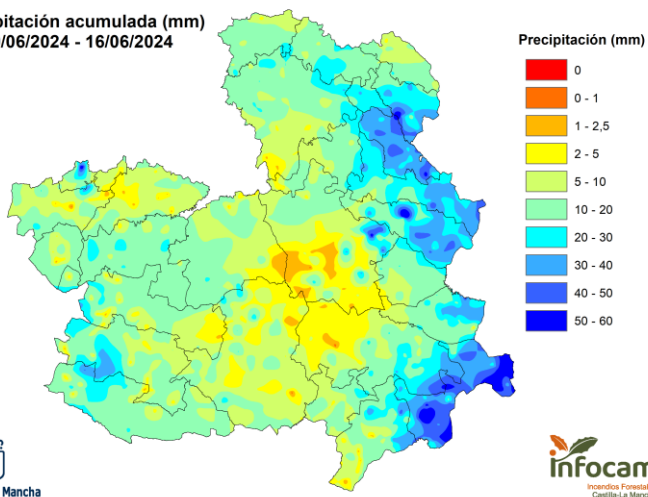 pitación acumulada (mm)
/06/2024 - 16/06/2024
Precipitación (mm)
0
0 - 1
1 - 2,5
2 - 5
5 - 10
10 - 20
20 - 30
30 - 40
40 - 50
50 - 60
Mancha
infocam
Incendios Forestal
Castilla-La Manch